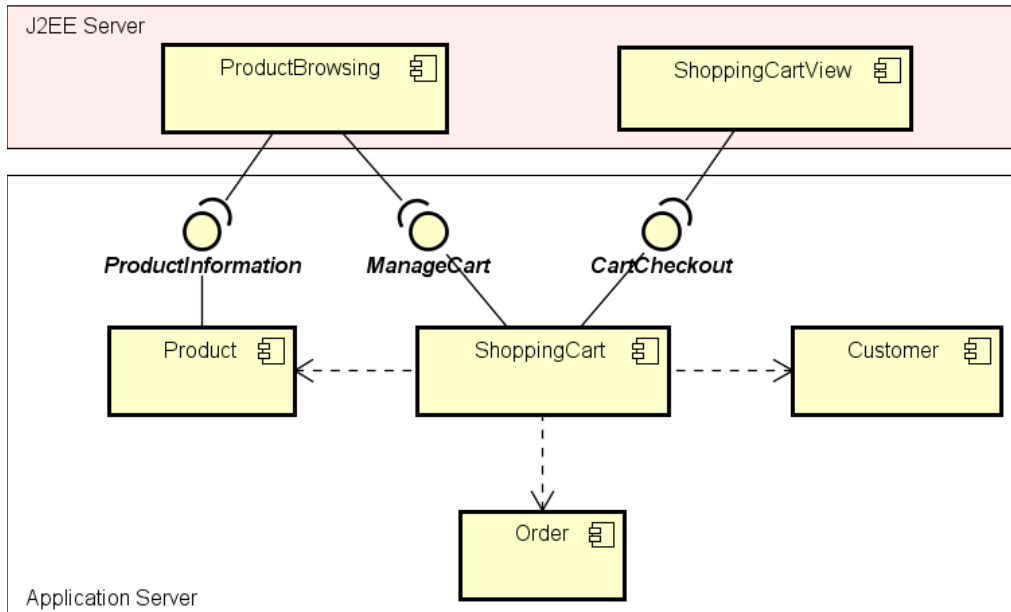 J2EE Server
ProductBrowsing
ShoppingCartView
ProductInformation
ManageCart
CartCheckout
Product
ShoppingCart
Customer
Order
Application Server